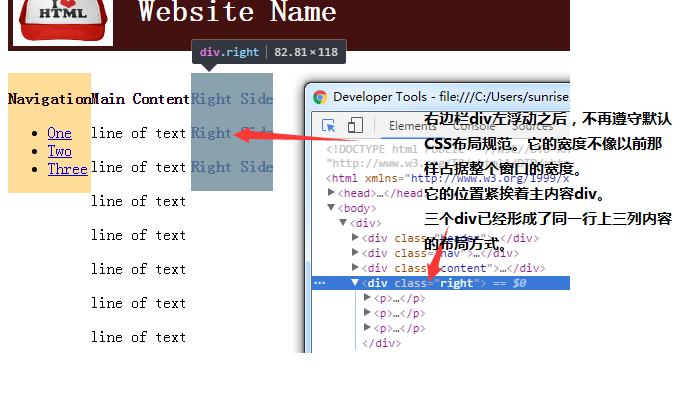 I
HTML
Website Name
div.right | 82.81 × 118
Navigation
Main Content
Right Side
One
Two
Three
line of text
Right Side
line of text
Right Side
line of text
line of text
line of text
line of text
line of text
Developer Tools - file:///C:/Users/sunrise.
Elements
<html xmlns="http://www.w3.org/1999/x
<head>…</head>
<body>
<div>
<div class="header">…</div>
<div class="nav">…</div>
<div class="content">…</div>
<div class="right"> == $0
<p>…</p>
<p>…</p>
<p>…</p>
</div>
右边栏div左浮动之后，不再遵守默认
CSS布局规范。它的宽度不像以前那
样占据整个窗口的宽度。
它的位置紧挨着主内容div。
三个div已经形成了同一行上三列内容
的布局方式。